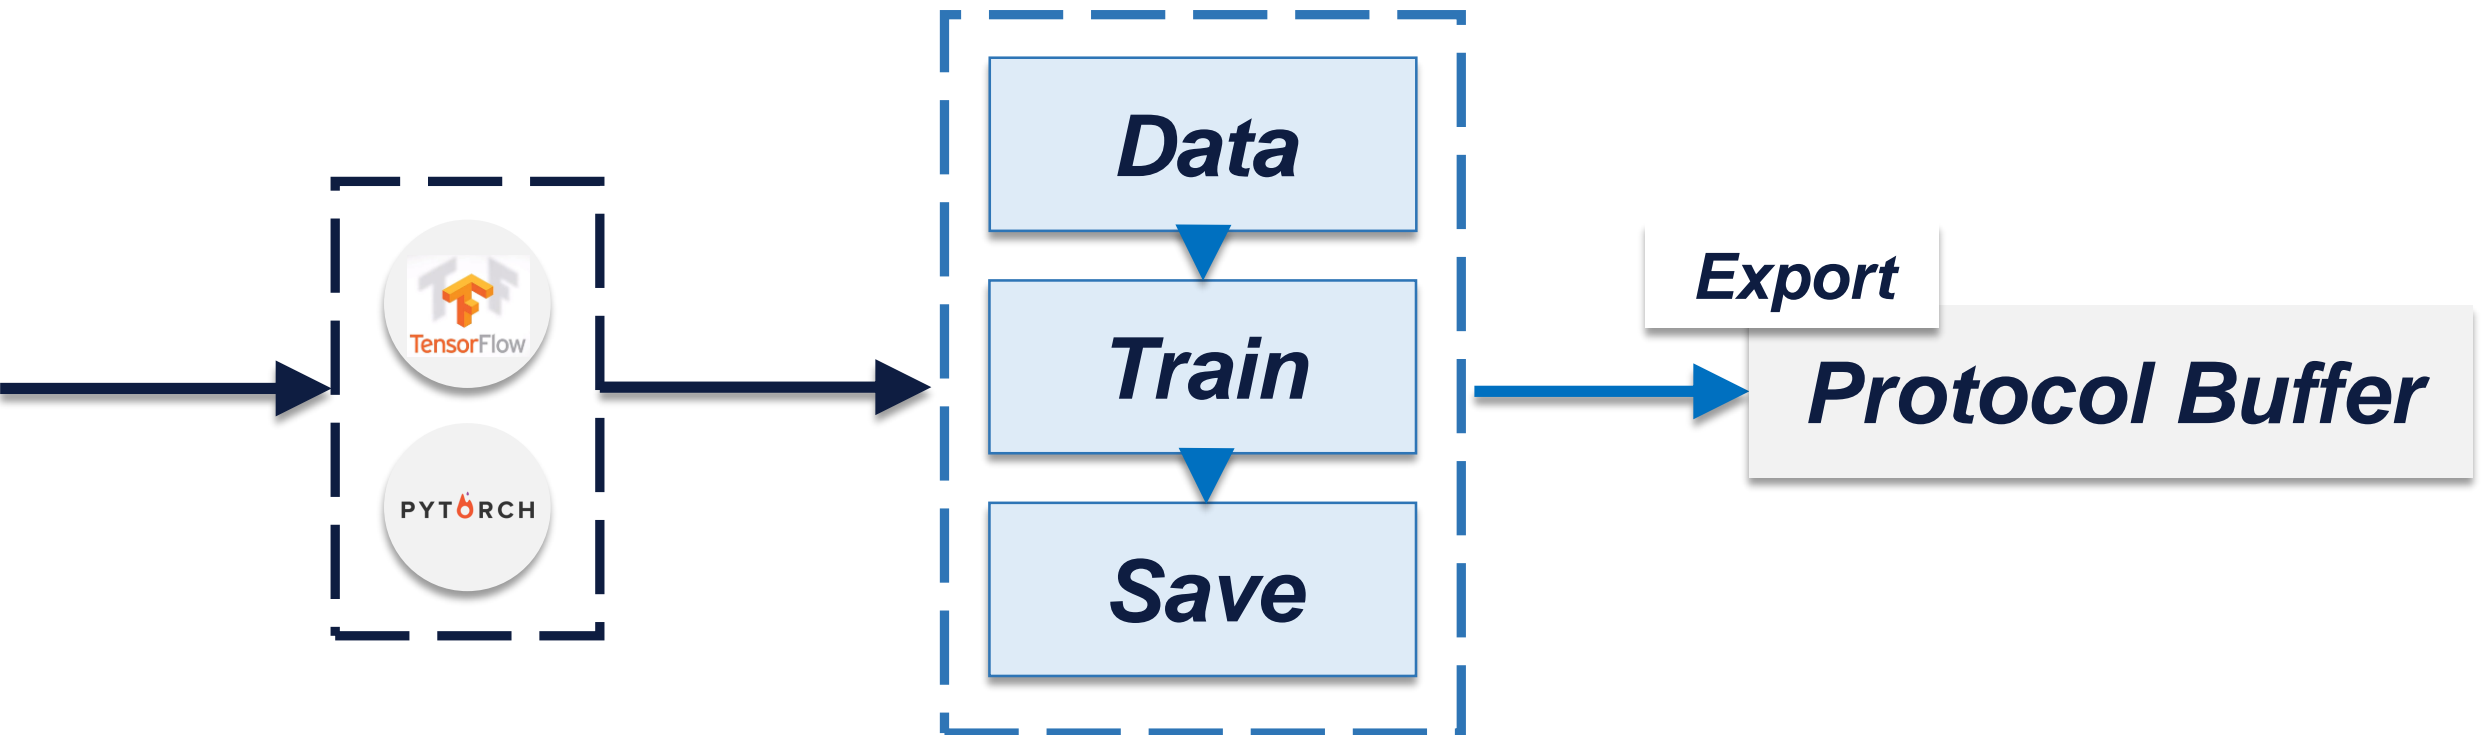 TensorFlow
PYTORCH
Data
Train
Save
Export
Protocol Buffer